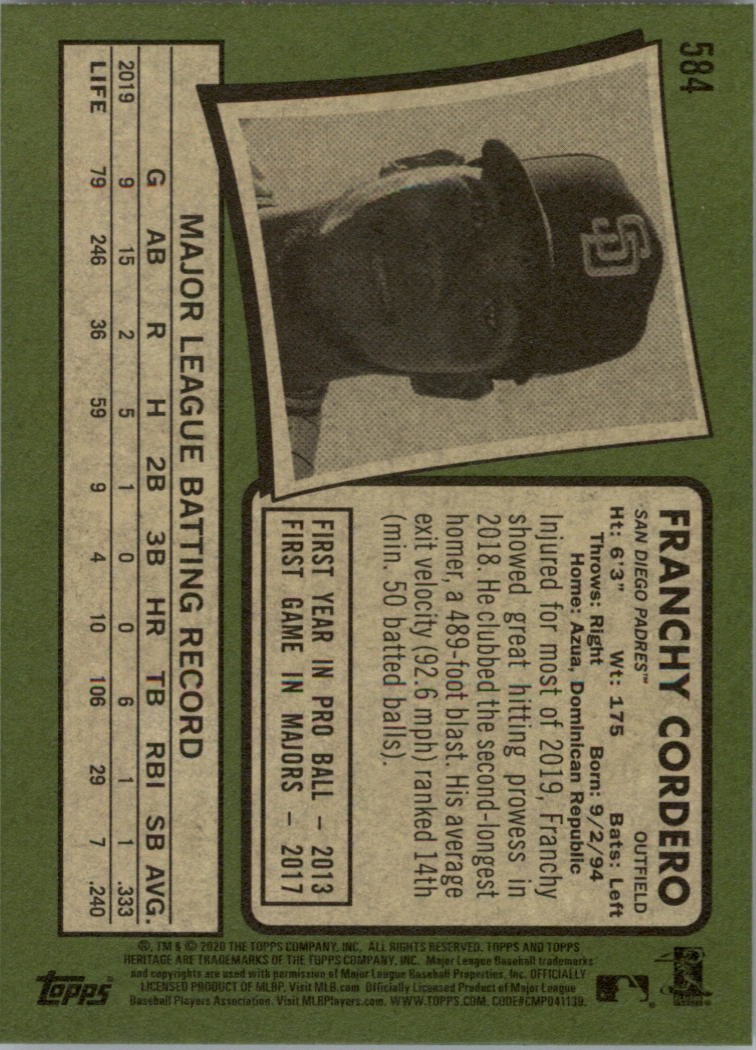 584
SD
FRANCHY CORDERO
SAN DIEGO PADRES™ OUTFIELD
Ht: 6'3" Wt: 175 Bats: Left
Throws: Right Born: 9/2/94
Home: Azua, Dominican Republic
Injured for most of 2019, Franchy
showed great hitting prowess in
2018. He clubbed the second-longest
homer, a 489-foot blast. His average
exit velocity (92.6 mph) ranked 14th
(min. 50 batted balls).
FIRST YEAR IN PRO BALL – 2013
FIRST GAME IN MAJORS – 2017
MAJOR LEAGUE BATTING RECORD
G AB R H 2B 3B HR TB RBI SB AVG.
2019 9 15 2 5 1 0 0 6 1 1 .333
LIFE 79 246 36 59 9 4 10 106 29 7 .240
®, TM & © 2020 THE TOPPS COMPANY, INC. ALL RIGHTS RESERVED. TOPPS AND TOPPS
HERITAGE ARE TRADEMARKS OF THE TOPPS COMPANY, INC. Major League Baseball trademarks
and copyrights are used with permission of Major League Baseball Properties, Inc. OFFICIALLY
LICENSED PRODUCT OF MLBP. Visit MLB.com Officially Licensed Product of Major League
Baseball Players Association. Visit MLBPlayers.com. WWW.TOPPS.COM. CODE#CMP041139.
Topps®